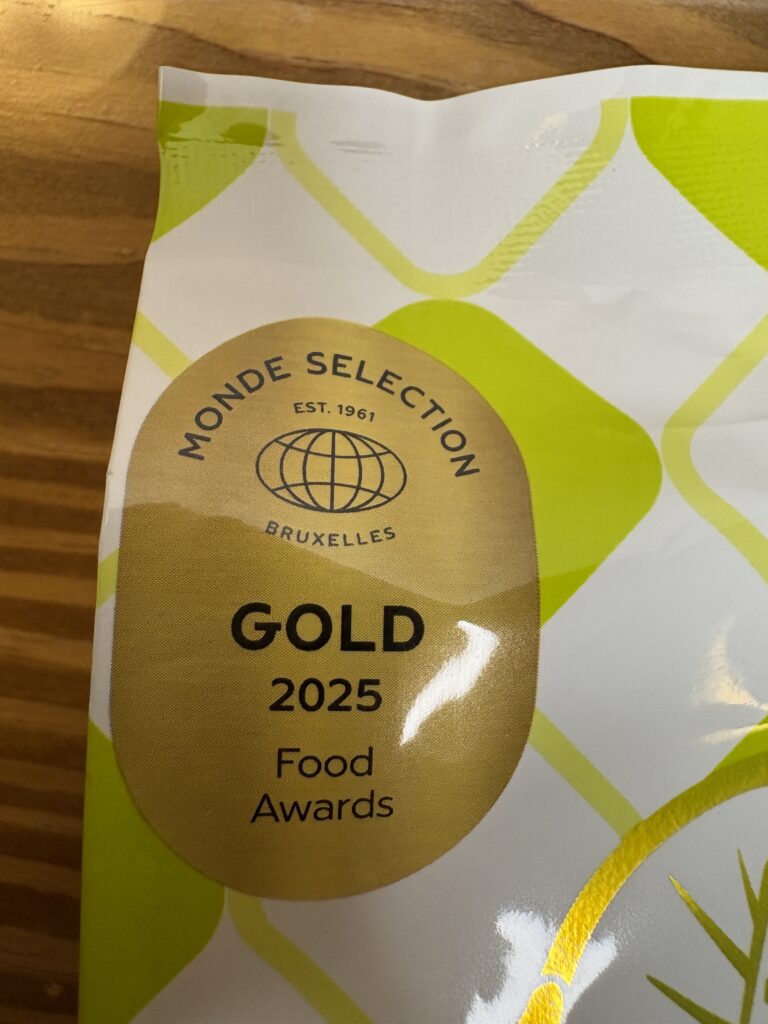 MONDE SELECTION
EST. 1961
BRUXELLES
GOLD
2025
Food
Awards